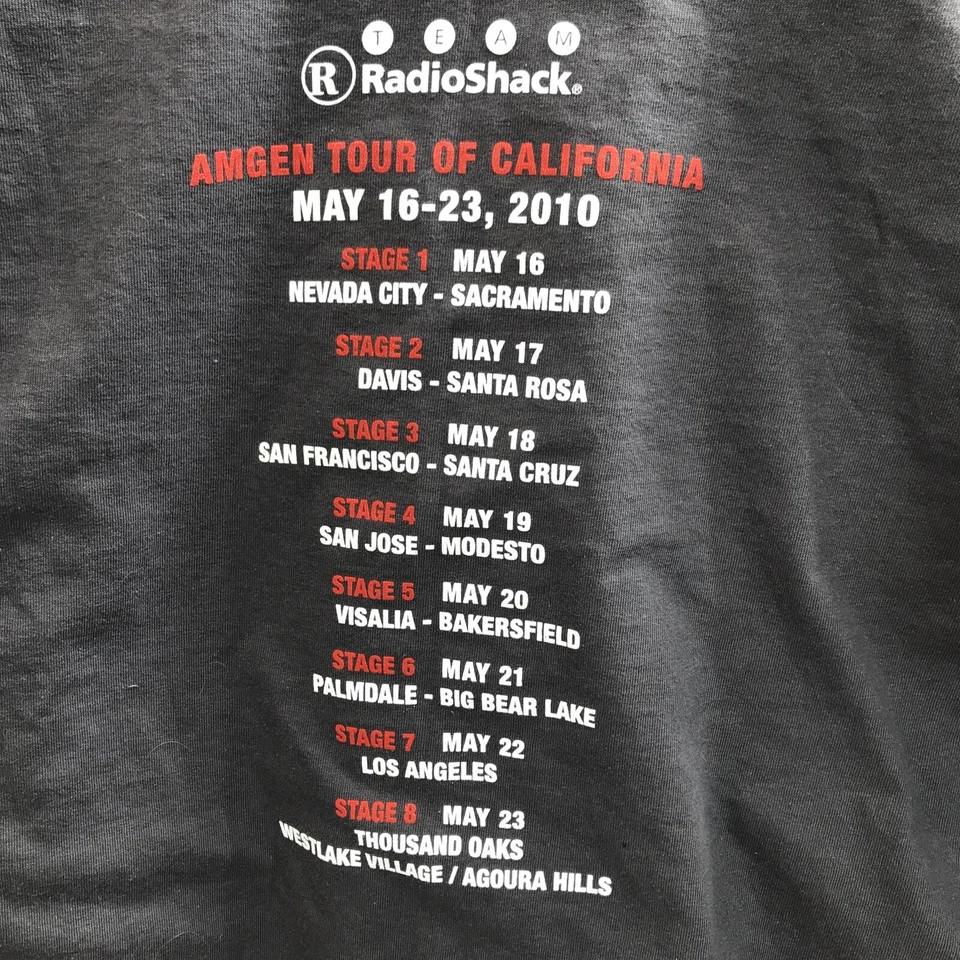 TEAM
R RadioShack®
AMGEN TOUR OF CALIFORNIA
MAY 16-23, 2010
STAGE 1 MAY 16
NEVADA CITY - SACRAMENTO
STAGE 2 MAY 17
DAVIS - SANTA ROSA
STAGE 3 MAY 18
SAN FRANCISCO - SANTA CRUZ
STAGE 4 MAY 19
SAN JOSE - MODESTO
STAGE 5 MAY 20
VISALIA - BAKERSFIELD
STAGE 6 MAY 21
PALMDALE - BIG BEAR LAKE
STAGE 7 MAY 22
LOS ANGELES
STAGE 8 MAY 23
THOUSAND OAKS
WESTLAKE VILLAGE / AGOURA HILLS